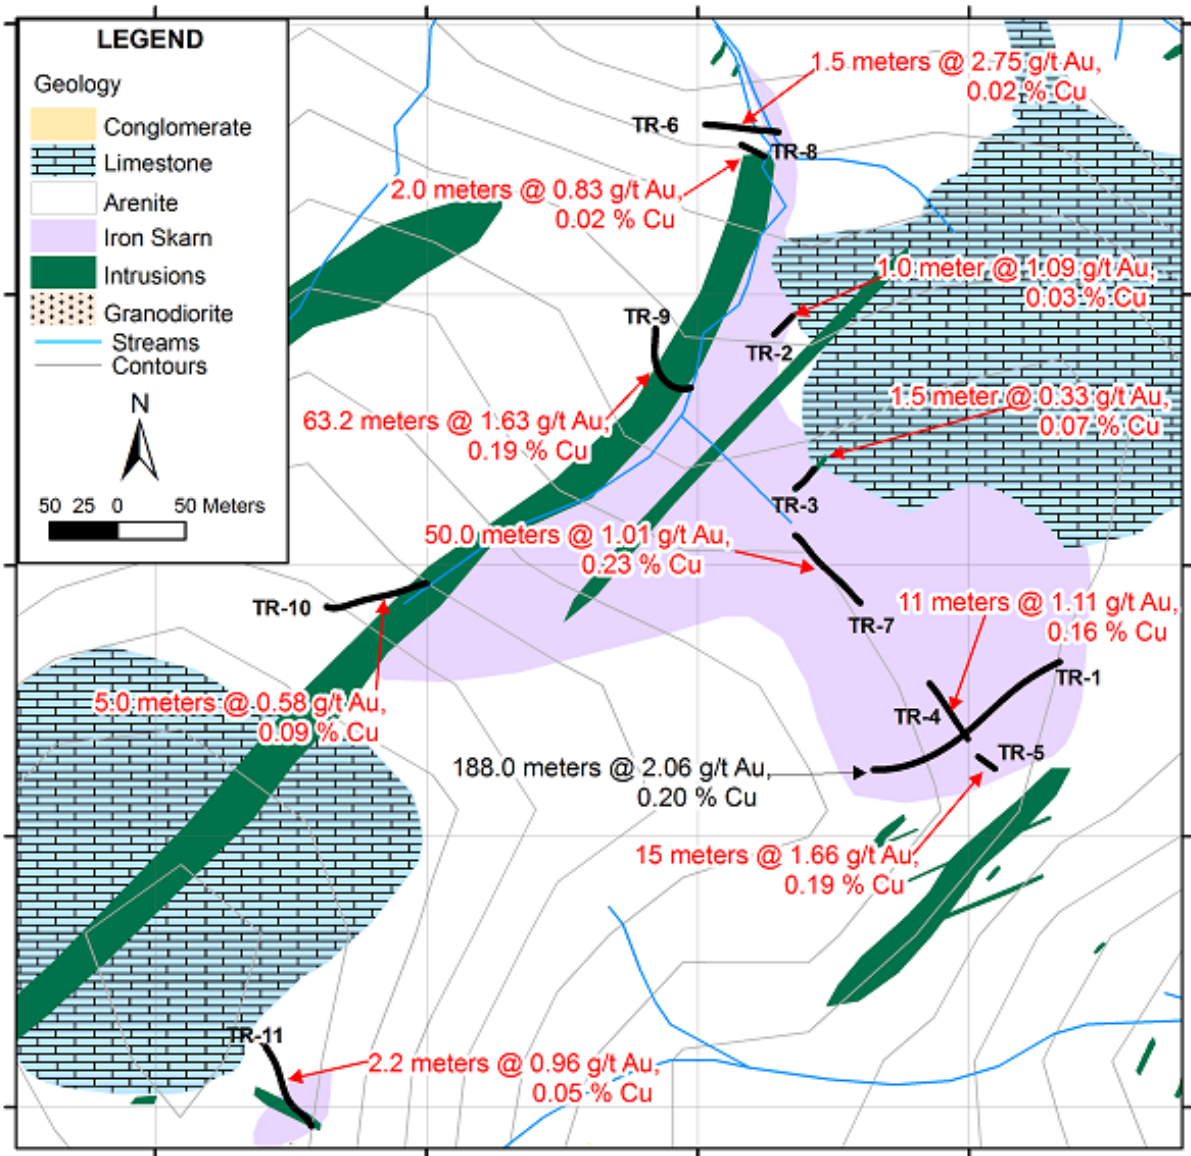 LEGEND
Geology
Conglomerate
Limestone
Arenite
Iron Skarn
Intrusions
Granodiorite
Streams
Contours
N
50 25 0 50 Meters
1.5 meters @ 2.75 g/t Au,
0.02 % Cu
TR-6
TR-8
2.0 meters @ 0.83 g/t Au,
0.02 % Cu
1.0 meter @ 1.09 g/t Au,
0.03 % Cu
TR-9
TR-2
1.5 meter @ 0.33 g/t Au,
0.07 % Cu
63.2 meters @ 1.63 g/t Au,
0.19 % Cu
TR-3
50.0 meters @ 1.01 g/t Au,
0.23 % Cu
TR-10
TR-7
11 meters @ 1.11 g/t Au,
0.16 % Cu
TR-1
5.0 meters @ 0.58 g/t Au,
0.09 % Cu
TR-4
TR-5
188.0 meters @ 2.06 g/t Au,
0.20 % Cu
15 meters @ 1.66 g/t Au,
0.19 % Cu
TR-11
2.2 meters @ 0.96 g/t Au,
0.05 % Cu